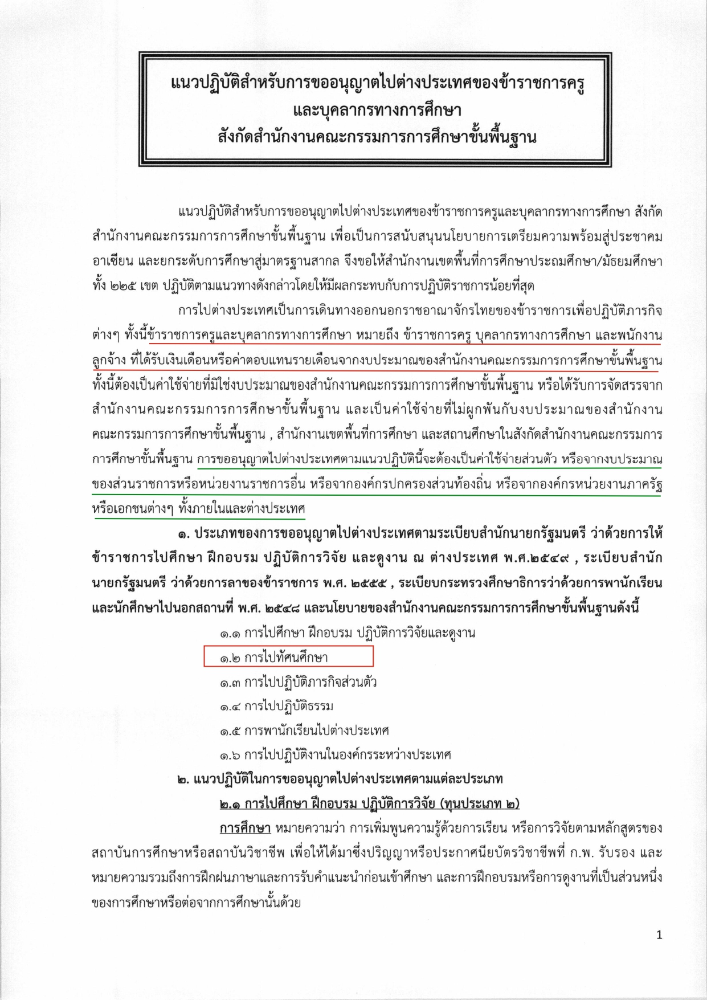 แนวปฏิบัติสำหรับการขออนุญาตไปต่างประเทศของข้าราชการครู
และบุคลากรทางการศึกษา
สังกัดสำนักงานคณะกรรมการการศึกษาขั้นพื้นฐาน
แนวปฏิบัติสำหรับการขออนุญาตไปต่างประเทศของข้าราชการครูและบุคลากรทางการศึกษา สังกัด
สำนักงานคณะกรรมการการศึกษาขั้นพื้นฐาน เพื่อเป็นการสนับสนุนนโยบายการเตรียมความพร้อมสู่ประชาคม
อาเซียน และยกระดับการศึกษาสู่มาตรฐานสากล จึงขอให้สำนักงานเขตพื้นที่การศึกษาประถมศึกษา/มัธยมศึกษา
ทั้ง ๒๒๕ เขต ปฏิบัติตามแนวทางดังกล่าวโดยให้มีผลกระทบกับการปฏิบัติราชการน้อยที่สุด
การไปต่างประเทศเป็นการเดินทางออกนอกราชอาณาจักรไทยของข้าราชการเพื่อปฏิบัติภารกิจ
ต่างๆ ทั้งนี้ข้าราชการครูและบุคลากรทางการศึกษา หมายถึง ข้าราชการครู บุคลากรทางการศึกษา และพนักงาน
ลูกจ้าง ที่ได้รับเงินเดือนหรือค่าตอบแทนรายเดือนจากงบประมาณของสำนักงานคณะกรรมการการศึกษาขั้นพื้นฐาน
ทั้งนี้ต้องเป็นค่าใช้จ่ายที่มิใช่งบประมาณของสำนักงานคณะกรรมการการศึกษาขั้นพื้นฐาน หรือได้รับการจัดสรรจาก
สำนักงานคณะกรรมการการศึกษาขั้นพื้นฐาน และเป็นค่าใช้จ่ายที่ไม่ผูกพันกับงบประมาณของสำนักงาน
คณะกรรมการการศึกษาขั้นพื้นฐาน , สำนักงานเขตพื้นที่การศึกษา และสถานศึกษาในสังกัดสำนักงานคณะกรรมการ
การศึกษาขั้นพื้นฐาน การขออนุญาตไปต่างประเทศตามแนวปฏิบัตินี้จะต้องเป็นค่าใช้จ่ายส่วนตัว หรือจากงบประมาณ
ของส่วนราชการหรือหน่วยงานราชการอื่น หรือจากองค์กรปกครองส่วนท้องถิ่น หรือจากองค์กรหน่วยงานภาครัฐ
หรือเอกชนต่างๆ ทั้งภายในและต่างประเทศ
๑. ประเภทของการขออนุญาตไปต่างประเทศตามระเบียบสำนักนายกรัฐมนตรี ว่าด้วยการให้
ข้าราชการไปศึกษา ฝึกอบรม ปฏิบัติการวิจัย และดูงาน ณ ต่างประเทศ พ.ศ.๒๕๔๙ , ระเบียบสำนัก
นายกรัฐมนตรี ว่าด้วยการลาของข้าราชการ พ.ศ. ๒๕๕๕ , ระเบียบกระทรวงศึกษาธิการว่าด้วยการพานักเรียน
และนักศึกษาไปนอกสถานที่ พ.ศ. ๒๕๔๘ และนโยบายของสำนักงานคณะกรรมการการศึกษาขั้นพื้นฐานดังนี้
๑.๑ การไปศึกษา ฝึกอบรม ปฏิบัติการวิจัยและดูงาน
๑.๒ การไปทัศนศึกษา
๑.๓ การไปปฏิบัติภารกิจส่วนตัว
๑.๔ การไปปฏิบัติธรรม
๑.๕ การพานักเรียนไปต่างประเทศ
๑.๖ การไปปฏิบัติงานในองค์กรระหว่างประเทศ
๒. แนวปฏิบัติในการขออนุญาตไปต่างประเทศตามแต่ละประเภท
๒.๑ การไปศึกษา ฝึกอบรม ปฏิบัติการวิจัย (ทุนประเภท ๒)
การศึกษา หมายความว่า การเพิ่มพูนความรู้ด้วยการเรียน หรือการวิจัยตามหลักสูตรของ
สถาบันการศึกษาหรือสถาบันวิชาชีพ เพื่อให้ได้มาซึ่งปริญญาหรือประกาศนียบัตรวิชาชีพที่ ก.พ. รับรอง และ
หมายความรวมถึงการฝึกฝนภาษาและการรับคำแนะนำก่อนเข้าศึกษา และการฝึกอบรมหรือการดูงานที่เป็นส่วนหนึ่ง
ของการศึกษาหรือต่อจากการศึกษานั้นด้วย
1